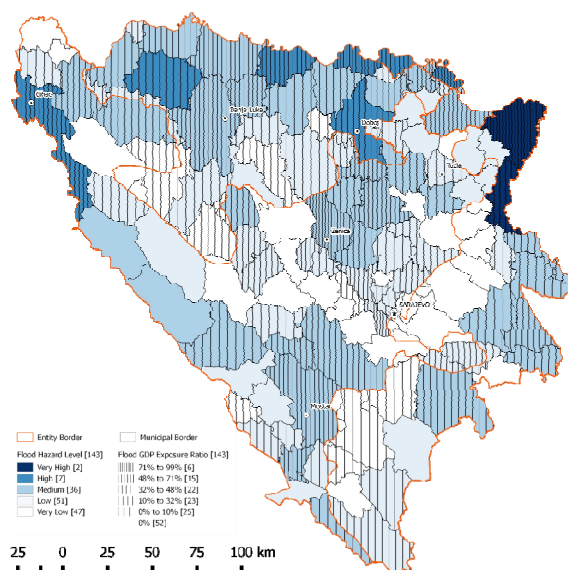 Bihać
Banja Luka
Doboj
Tuzla
Zenica
SARAJEVO
Mostar
Entity Border
Municipal Border
Flood Hazard Level [143]
Flood GDP Exposure Ratio [143]
Very High [2]
71% to 99% [6]
High [7]
48% to 71% [15]
Medium [36]
32% to 48% [22]
Low [51]
10% to 32% [23]
Very Low [47]
0% to 10% [25]
0% [52]
25 0 25 50 75 100 km